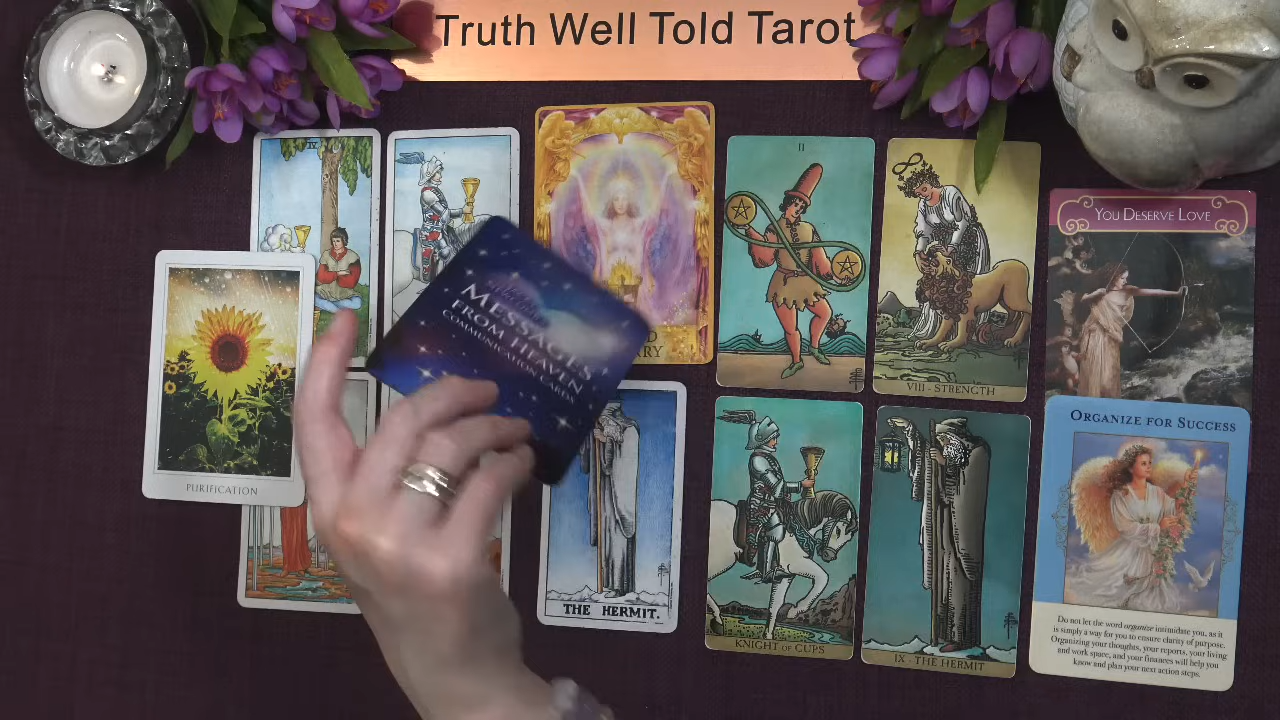 Truth Well Told Tarot
IV
II
YOU DESERVE LOVE
MESSAGES
FROM HEAVEN
COMMUNICATION CARDS
VIII - STRENGTH
PURIFICATION
ORGANIZE FOR SUCCESS
THE HERMIT.
KNIGHT OF CUPS
IX - THE HERMIT
Do not let the word organize intimidate you, as it
is simply a way for you to ensure clarity of purpose.
Organizing your thoughts, your reports, your living
and work space, and your finances will help you
know and plan your next action steps.